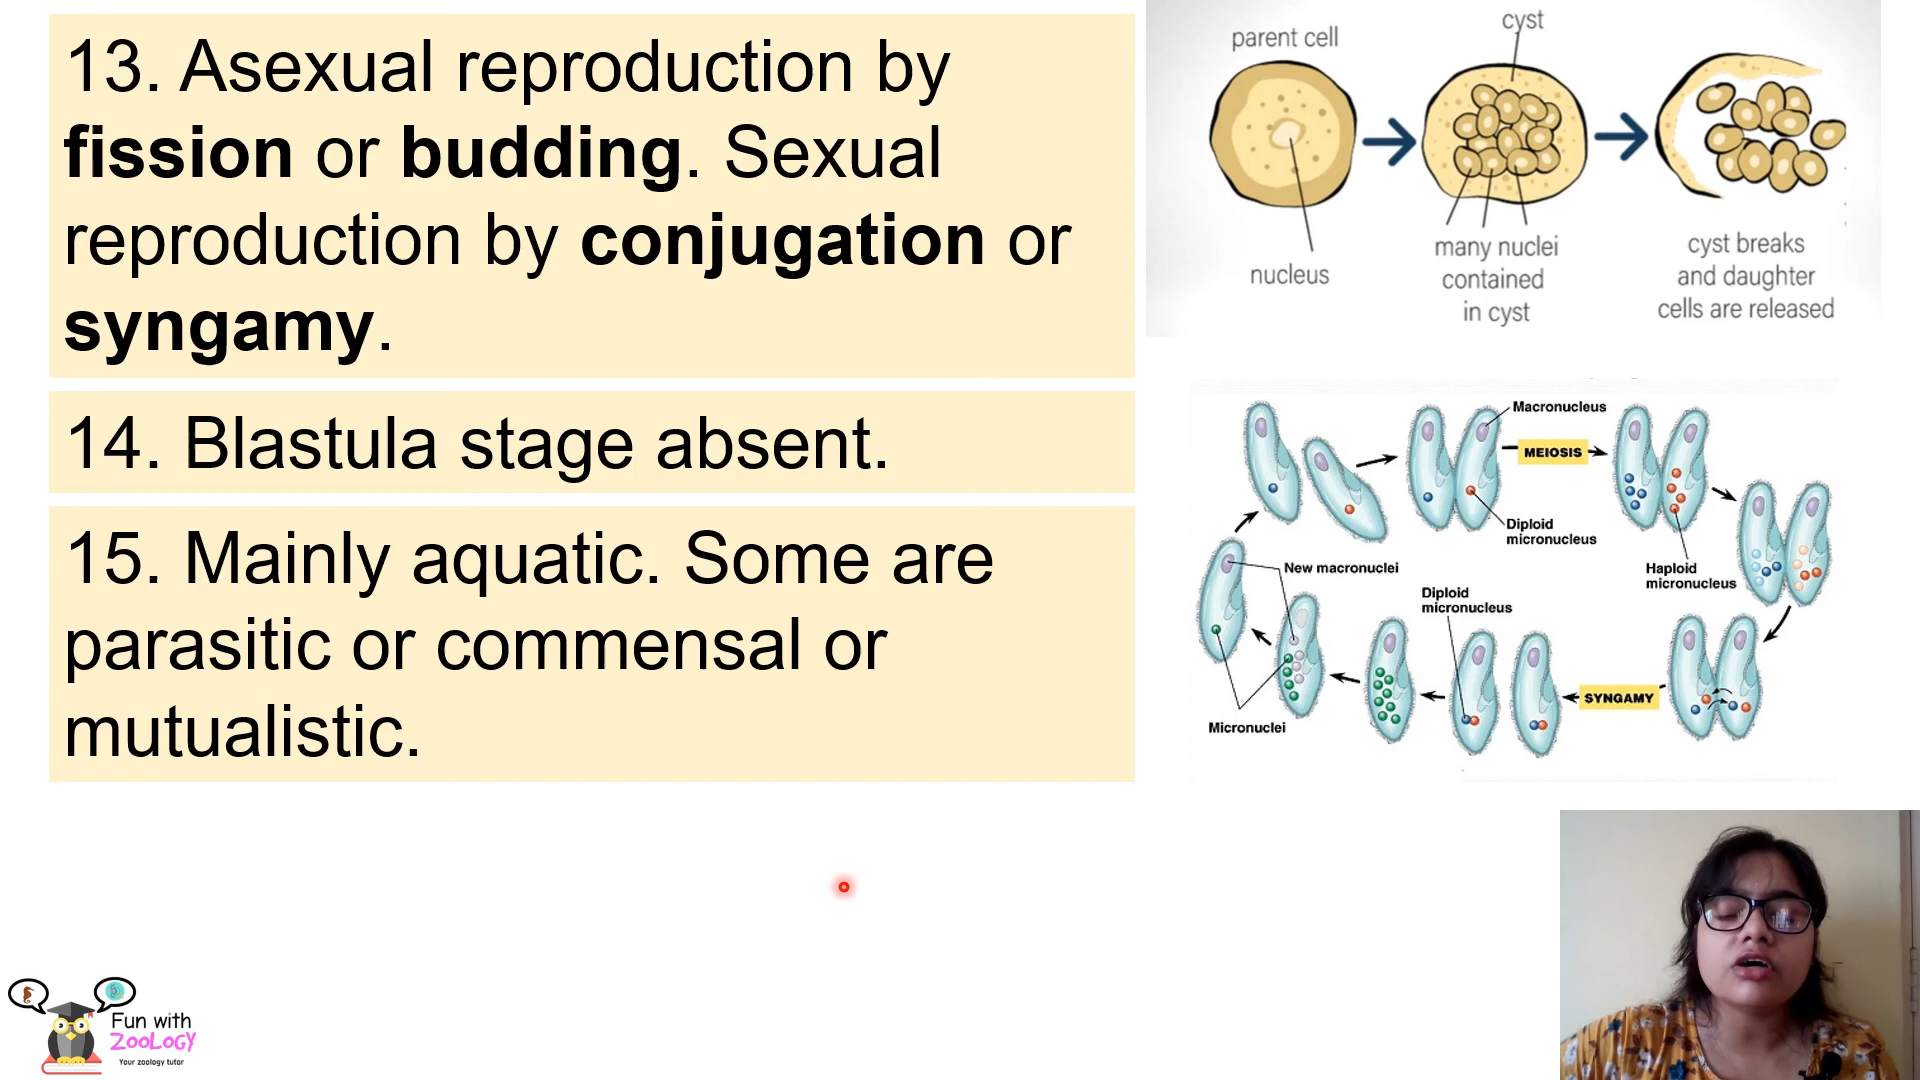 13. Asexual reproduction by
fission or budding. Sexual
reproduction by conjugation or
syngamy.
14. Blastula stage absent.
15. Mainly aquatic. Some are
parasitic or commensal or
mutualistic.
parent cell
cyst
nucleus
many nuclei
contained
in cyst
cyst breaks
and daughter
cells are released
Macronucleus
MEIOSIS
Diploid
micronucleus
Haploid
micronucleus
New macronuclei
Diploid
micronucleus
SYNGAMY
Micronuclei
Fun with
ZOOLOGY
Your zoology tutor